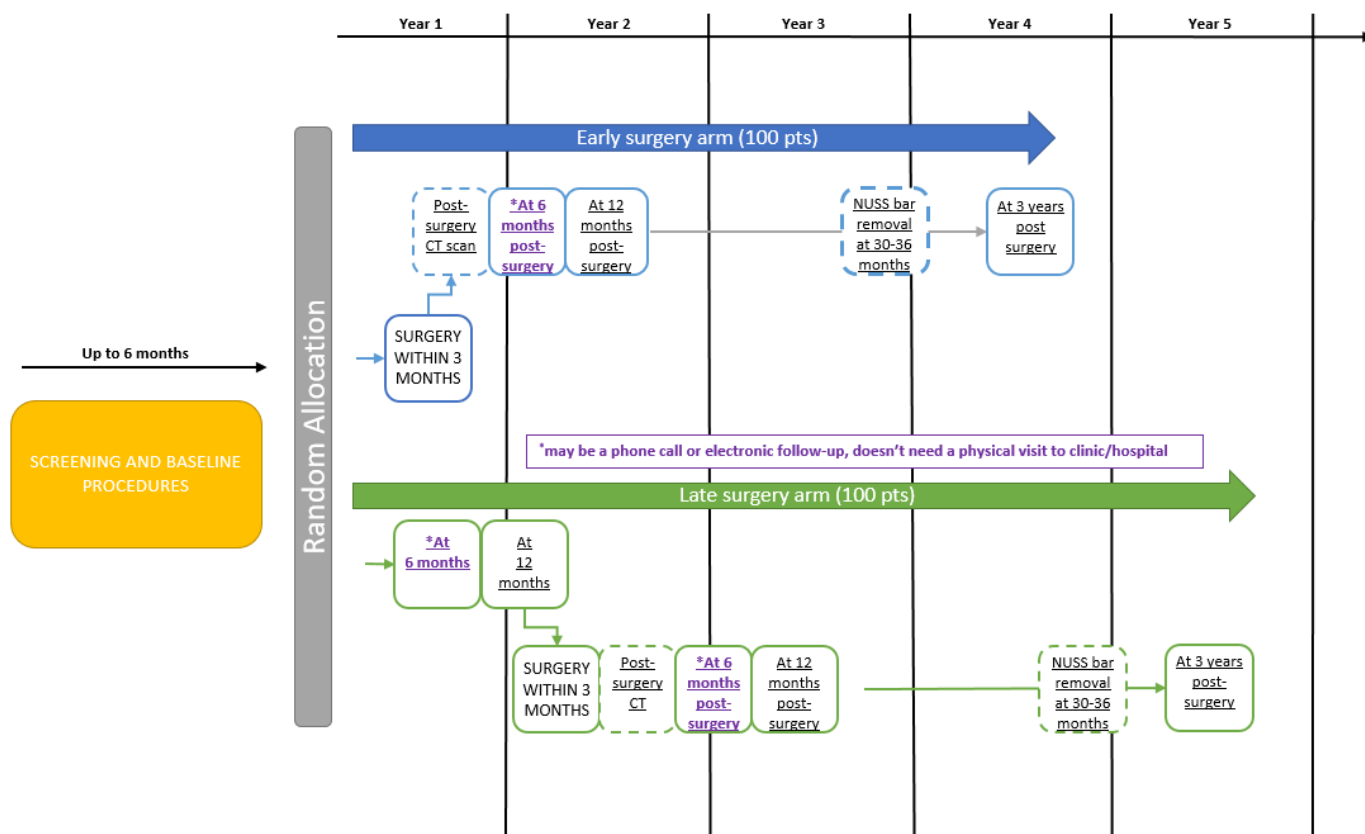 Year 1
Year 2
Year 3
Year 4
Year 5
Early surgery arm (100 pts)
Post-
surgery
CT scan
*At 6
months
post-
surgery
At 12
months
post-
surgery
NUSS bar
removal
at 30-36
months
At 3 years
post
surgery
SURGERY
WITHIN 3
MONTHS
Up to 6 months
Random Allocation
SCREENING AND BASELINE
PROCEDURES
*may be a phone call or electronic follow-up, doesn't need a physical visit to clinic/hospital
Late surgery arm (100 pts)
*At
6 months
At
12
months
SURGERY
WITHIN 3
MONTHS
Post-
surgery
CT
*At 6
months
post-
surgery
At 12
months
post-
surgery
NUSS bar
removal
at 30-36
months
At 3 years
post-
surgery